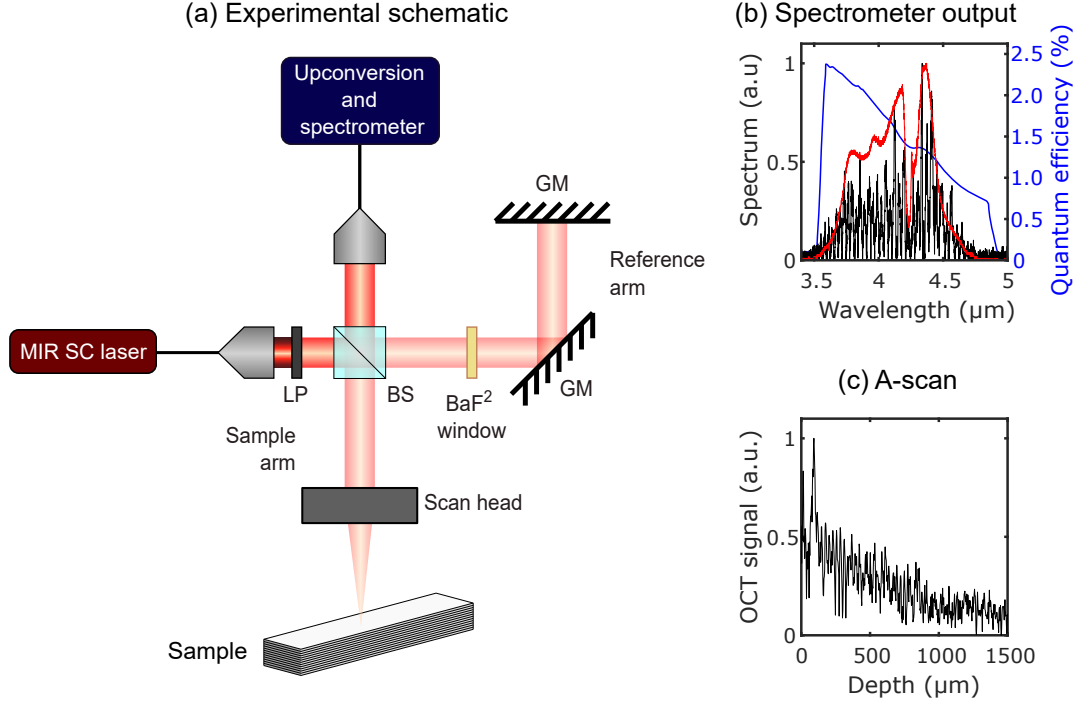 (a) Experimental schematic
Upconversion
and
spectrometer
GM
Reference
arm
MIR SC laser
LP
BS
BaF²
window
GM
Sample
arm
Scan head
Sample
(b) Spectrometer output
Spectrum (a.u)
1
0.5
0
3.5
4
4.5
5
Wavelength (μm)
2.5
2.0
1.5
1.0
0.5
0
Quantum efficiency (%)
(c) A-scan
OCT signal (a.u.)
1
0.5
0
0
500
1000
1500
Depth (μm)